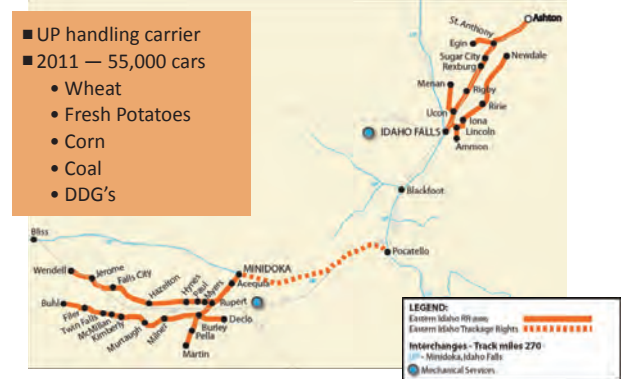 ■ UP handling carrier
■ 2011 — 55,000 cars
• Wheat
• Fresh Potatoes
• Corn
• Coal
• DDG's
Ashton
St. Anthony
Egin
Sugar City
Rexburg
Newdale
Menan
Rigby
Ririe
Ucon
Iona
IDAHO FALLS
Lincoln
Ammon
Blackfoot
Pocatello
Bliss
Wendell
Jerome
Falls City
Hazelton
Hynes
Paul
Myers
MINIDOKA
Acequia
Rupert
Buhl
Filer
Twin Falls
McMillan
Kimberly
Murtaugh
Milner
Burley
Declo
Pella
Martin
LEGEND:
Eastern Idaho RR
Eastern Idaho Trackage Rights
Interchanges - Track miles 270
UP - Minidoka, Idaho Falls
Mechanical Services